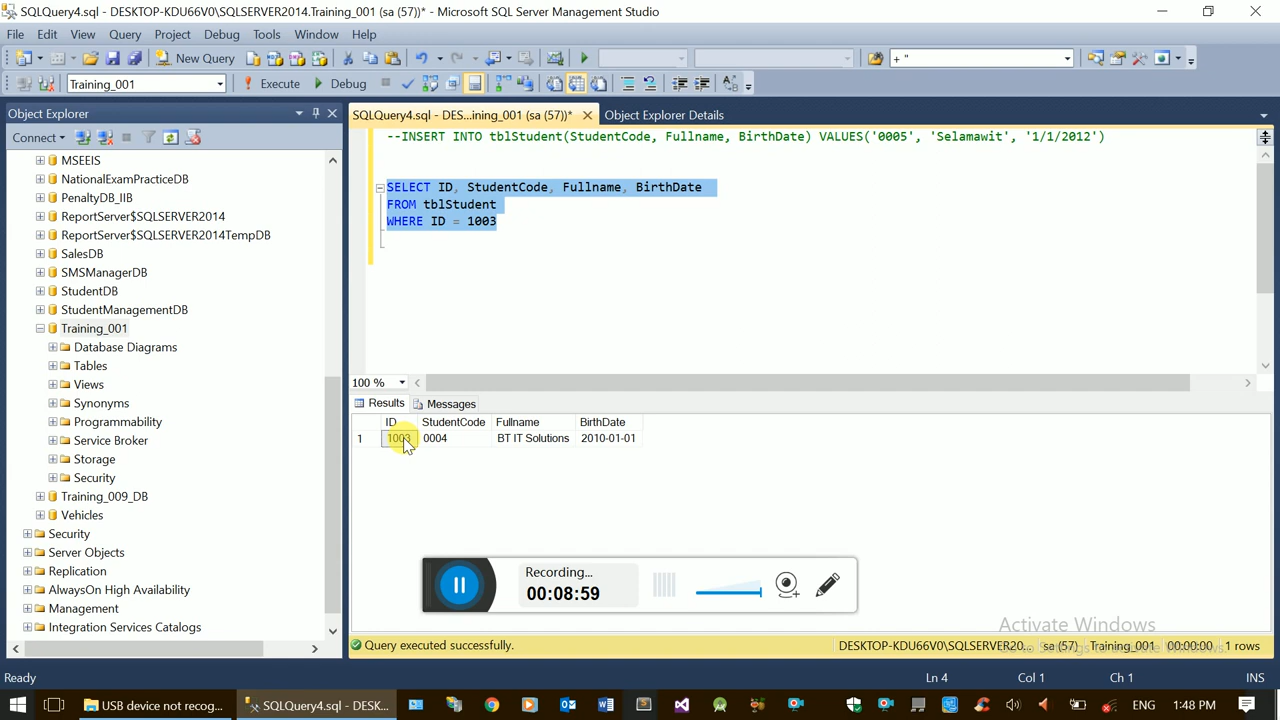 SQLQuery4.sql - DESKTOP-KDU66V0\SQLSERVER2014.Training_001 (sa (57))* - Microsoft SQL Server Management Studio
File Edit View Query Project Debug Tools Window Help
New Query + "
Training_001 Execute Debug
Object Explorer
Connect
MSEEIS
NationalExamPracticeDB
PenaltyDB_IIB
ReportServer$SQLSERVER2014
ReportServer$SQLSERVER2014TempDB
SalesDB
SMSManagerDB
StudentDB
StudentManagementDB
Training_001
Database Diagrams
Tables
Views
Synonyms
Programmability
Service Broker
Storage
Security
Training_009_DB
Vehicles
Security
Server Objects
Replication
AlwaysOn High Availability
Management
Integration Services Catalogs
SQLQuery4.sql - DES...ining_001 (sa (57))* Object Explorer Details
--INSERT INTO tblStudent(StudentCode, Fullname, BirthDate) VALUES('0005', 'Selamawit', '1/1/2012')
SELECT ID, StudentCode, Fullname, BirthDate
FROM tblStudent
WHERE ID = 1003
100 %
Results Messages
ID StudentCode Fullname BirthDate
1 1003 0004 BT IT Solutions 2010-01-01
Recording...
00:08:59
Activate Windows
Query executed successfully. DESKTOP-KDU66V0\SQLSERVER20... sa (57) Training_001 00:00:00 1 rows
Ready Ln 4 Col 1 Ch 1 INS
USB device not recog... SQLQuery4.sql - DESK... ENG 1:48 PM